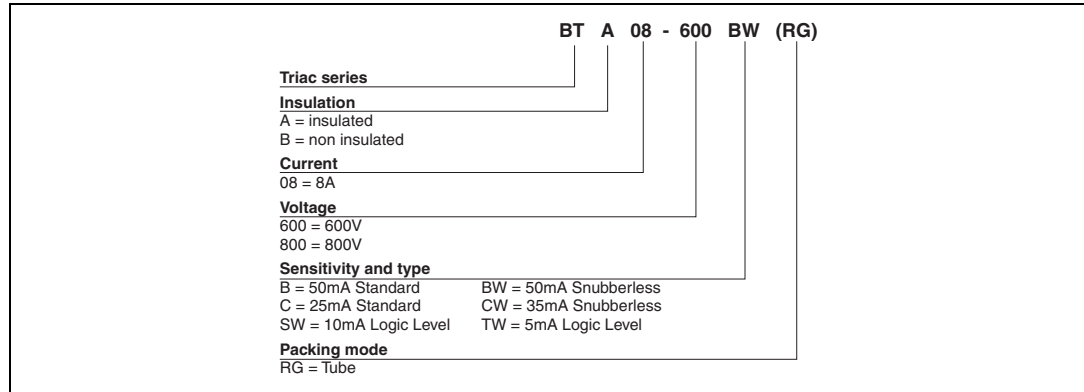 BT A 08 - 600 BW (RG)
Triac series
Insulation
A = insulated
B = non insulated
Current
08 = 8A
Voltage
600 = 600V
800 = 800V
Sensitivity and type
B = 50mA Standard BW = 50mA Snubberless
C = 25mA Standard CW = 35mA Snubberless
SW = 10mA Logic Level TW = 5mA Logic Level
Packing mode
RG = Tube